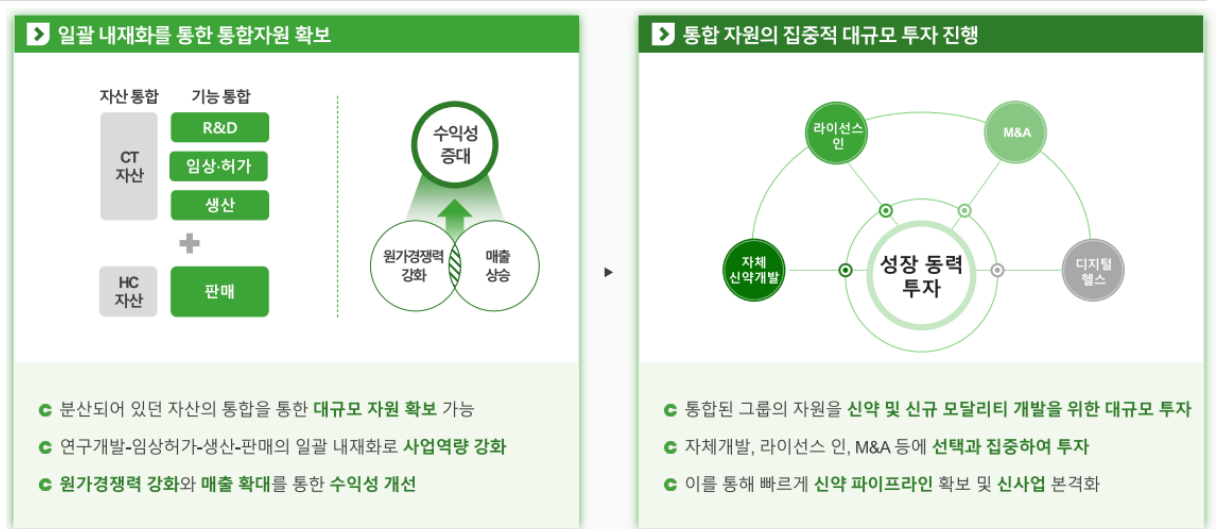 일괄 내재화를 통한 통합자원 확보
자산 통합
기능 통합
CT
자산
R&D
임상·허가
생산
HC
자산
판매
수익성
증대
원가경쟁력
강화
매출
상승
분산되어 있던 자산의 통합을 통한 대규모 자원 확보 가능
연구개발-임상허가-생산-판매의 일괄 내재화로 사업역량 강화
원가경쟁력 강화와 매출 확대를 통한 수익성 개선
통합 자원의 집중적 대규모 투자 진행
라이선스
인
M&A
자체
신약개발
성장 동력
투자
디지털
헬스
통합된 그룹의 자원을 신약 및 신규 모달리티 개발을 위한 대규모 투자
자체개발, 라이선스 인, M&A 등에 선택과 집중하여 투자
이를 통해 빠르게 신약 파이프라인 확보 및 신사업 본격화